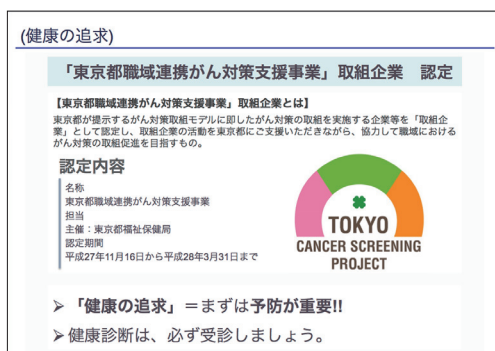 (健康の追求)
「東京都職域連携がん対策支援事業」取組企業　認定
【東京都職域連携がん対策支援事業」取組企業とは】
東京都が提示するがん対策取組モデルに即したがん対策の取組を実施する企業等を「取組企
業」として認定し、取組企業の活動を東京都にご支援いただきながら、協力して職域における
がん対策の取組促進を目指すもの。
認定内容
名称
東京都職域連携がん対策支援事業
担当
主催：東京都福祉保健局
認定期間
平成27年11月16日から平成28年3月31日まで
TOKYO
CANCER SCREENING
PROJECT
➢ 「健康の追求」＝まずは予防が重要!!
➢健康診断は、必ず受診しましょう。